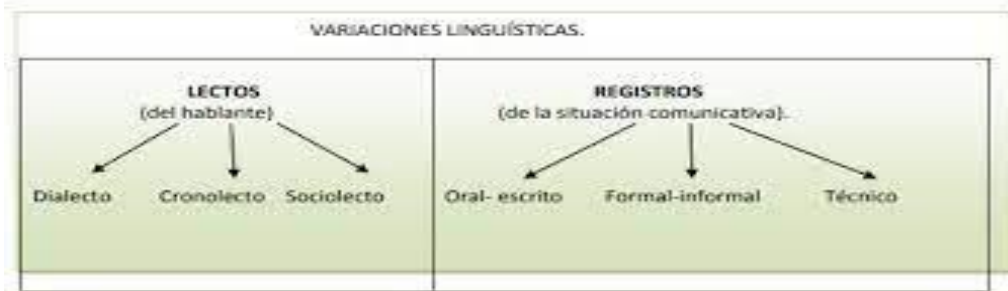 VARIACIONES LINGUÍSTICAS.
LECTOS
(del hablante)
Dialecto Cronolecto Sociolecto
REGISTROS
(de la situación comunicativa).
Oral- escrito Formal-informal Técnico